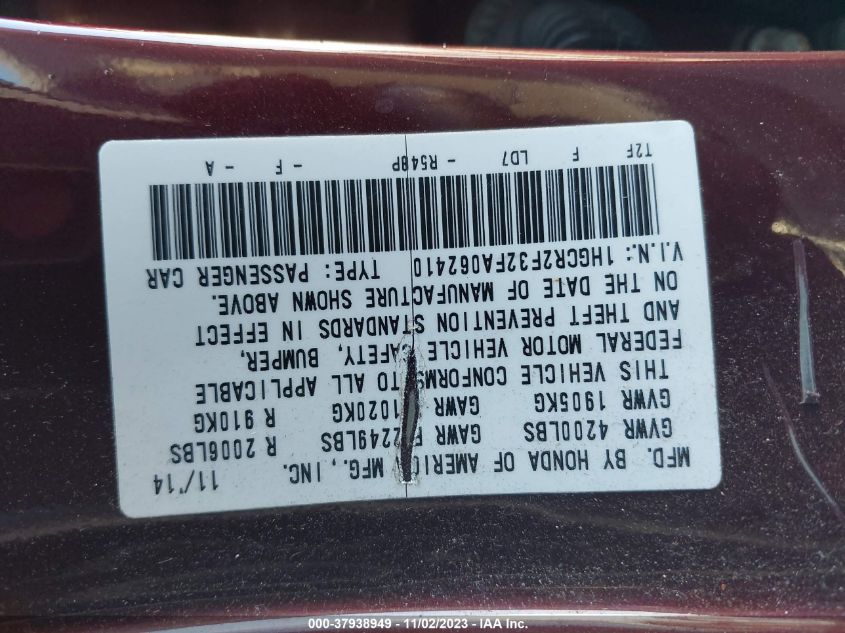 MFD. BY HONDA OF AMERICA MFG., INC. 11/'14
GVWR 4200LBS GAWR F 2249LBS R 2006LBS
GVWR 1905KG GAWR 1020KG R 910KG
THIS VEHICLE CONFORMS TO ALL APPLICABLE
FEDERAL MOTOR VEHICLE SAFETY, BUMPER,
AND THEFT PREVENTION STANDARDS IN EFFECT
ON THE DATE OF MANUFACTURE SHOWN ABOVE.
V.I.N.: 1HGCR2F32FA062410 TYPE: PASSENGER CAR
T2F F LD7 - R548P - F - A
000-37938949 - 11/02/2023 - IAA Inc.